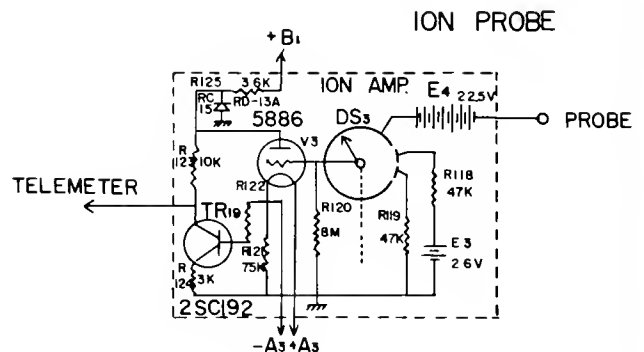 ION PROBE
+B1
R125 3.6K
ION AMP.
E4 22.5V
RC 15
RD-13A
5886
DS3
PROBE
V3
R 123 10K
R122
R118 47K
TELEMETER
TR19
R120 8M
R119 47K
R121 75K
E3 2.6V
R 124 3K
2SC192
-A3 +A3